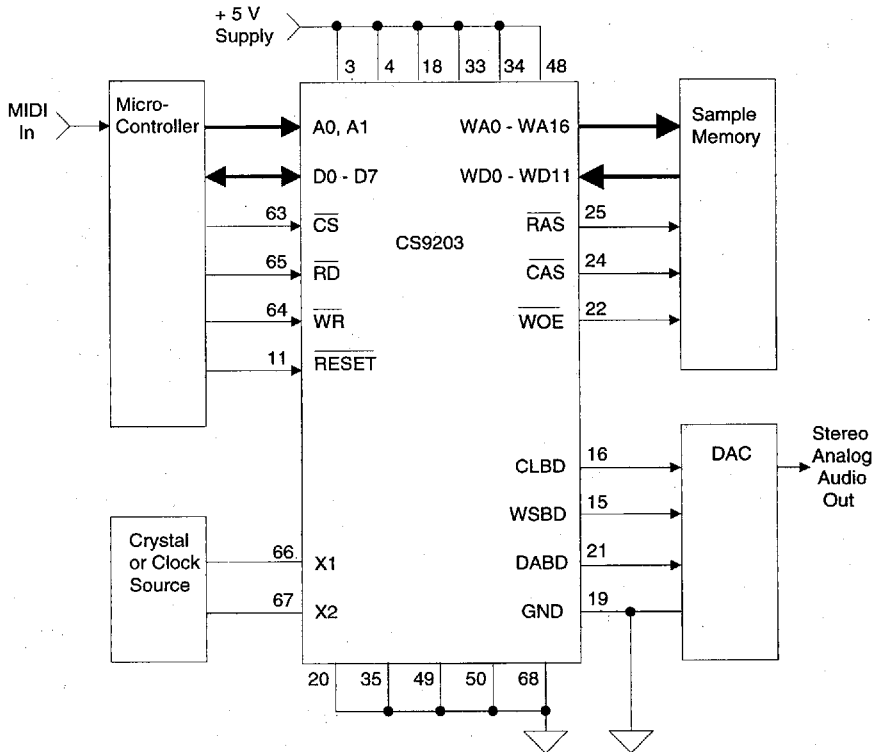 + 5 V
Supply
3 4 18 33 34 48
MIDI
In
Micro-
Controller
A0, A1
D0 - D7
63 CS
65 RD
64 WR
11 RESET
CS9203
WA0 - WA16
WD0 - WD11
RAS 25
CAS 24
WOE 22
Sample
Memory
CLBD 16
WSBD 15
DABD 21
GND 19
DAC
Stereo
Analog
Audio
Out
Crystal
or Clock
Source
66 X1
67 X2
20 35 49 50 68